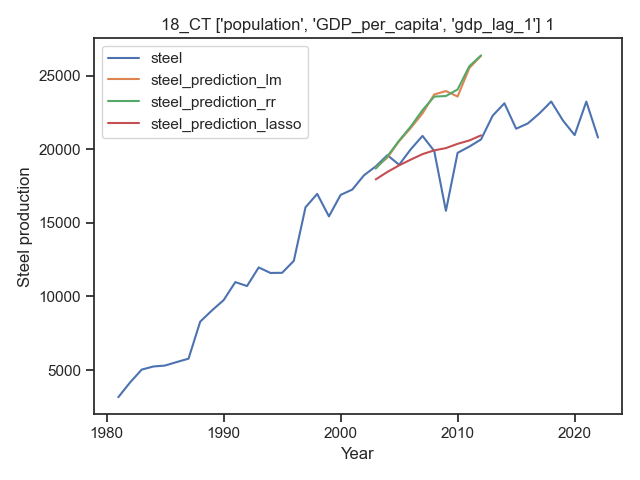 18_CT ['population', 'GDP_per_capita', 'gdp_lag_1'] 1
steel
steel_prediction_lm
steel_prediction_rr
steel_prediction_lasso
25000
20000
15000
10000
5000
Steel production
1980
1990
2000
2010
2020
Year